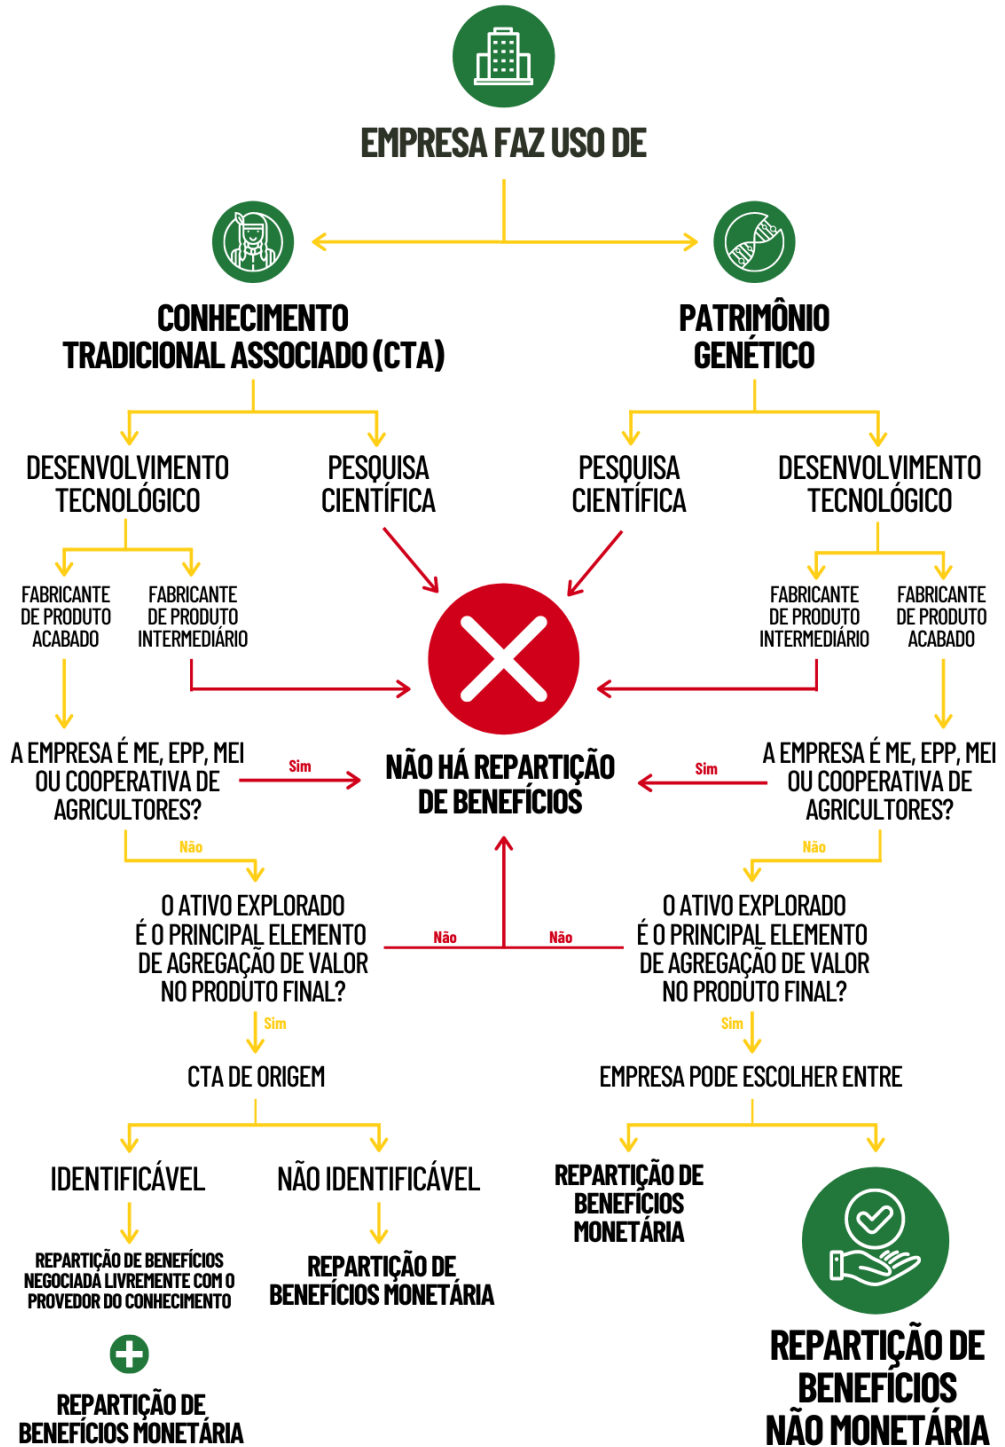 EMPRESA FAZ USO DE
CONHECIMENTO
TRADICIONAL ASSOCIADO (CTA)
PATRIMÔNIO
GENÉTICO
DESENVOLVIMENTO
TECNOLÓGICO
PESQUISA
CIENTÍFICA
PESQUISA
CIENTÍFICA
DESENVOLVIMENTO
TECNOLÓGICO
FABRICANTE
DE PRODUTO
ACABADO
FABRICANTE
DE PRODUTO
INTERMEDIÁRIO
FABRICANTE
DE PRODUTO
INTERMEDIÁRIO
FABRICANTE
DE PRODUTO
ACABADO
A EMPRESA É ME, EPP, MEI
OU COOPERATIVA DE
AGRICULTORES?
Sim
NÃO HÁ REPARTIÇÃO
DE BENEFÍCIOS
Sim
A EMPRESA É ME, EPP, MEI
OU COOPERATIVA DE
AGRICULTORES?
Não
Não
O ATIVO EXPLORADO
É O PRINCIPAL ELEMENTO
DE AGREGAÇÃO DE VALOR
NO PRODUTO FINAL?
Não
Não
O ATIVO EXPLORADO
É O PRINCIPAL ELEMENTO
DE AGREGAÇÃO DE VALOR
NO PRODUTO FINAL?
Sim
Sim
CTA DE ORIGEM
EMPRESA PODE ESCOLHER ENTRE
IDENTIFICÁVEL
NÃO IDENTIFICÁVEL
REPARTIÇÃO DE
BENEFÍCIOS
MONETÁRIA
REPARTIÇÃO DE BENEFÍCIOS
NEGOCIADA LIVREMENTE COM O
PROVEDOR DO CONHECIMENTO
REPARTIÇÃO DE
BENEFÍCIOS MONETÁRIA
REPARTIÇÃO DE
BENEFÍCIOS
NÃO MONETÁRIA
REPARTIÇÃO DE
BENEFÍCIOS MONETÁRIA